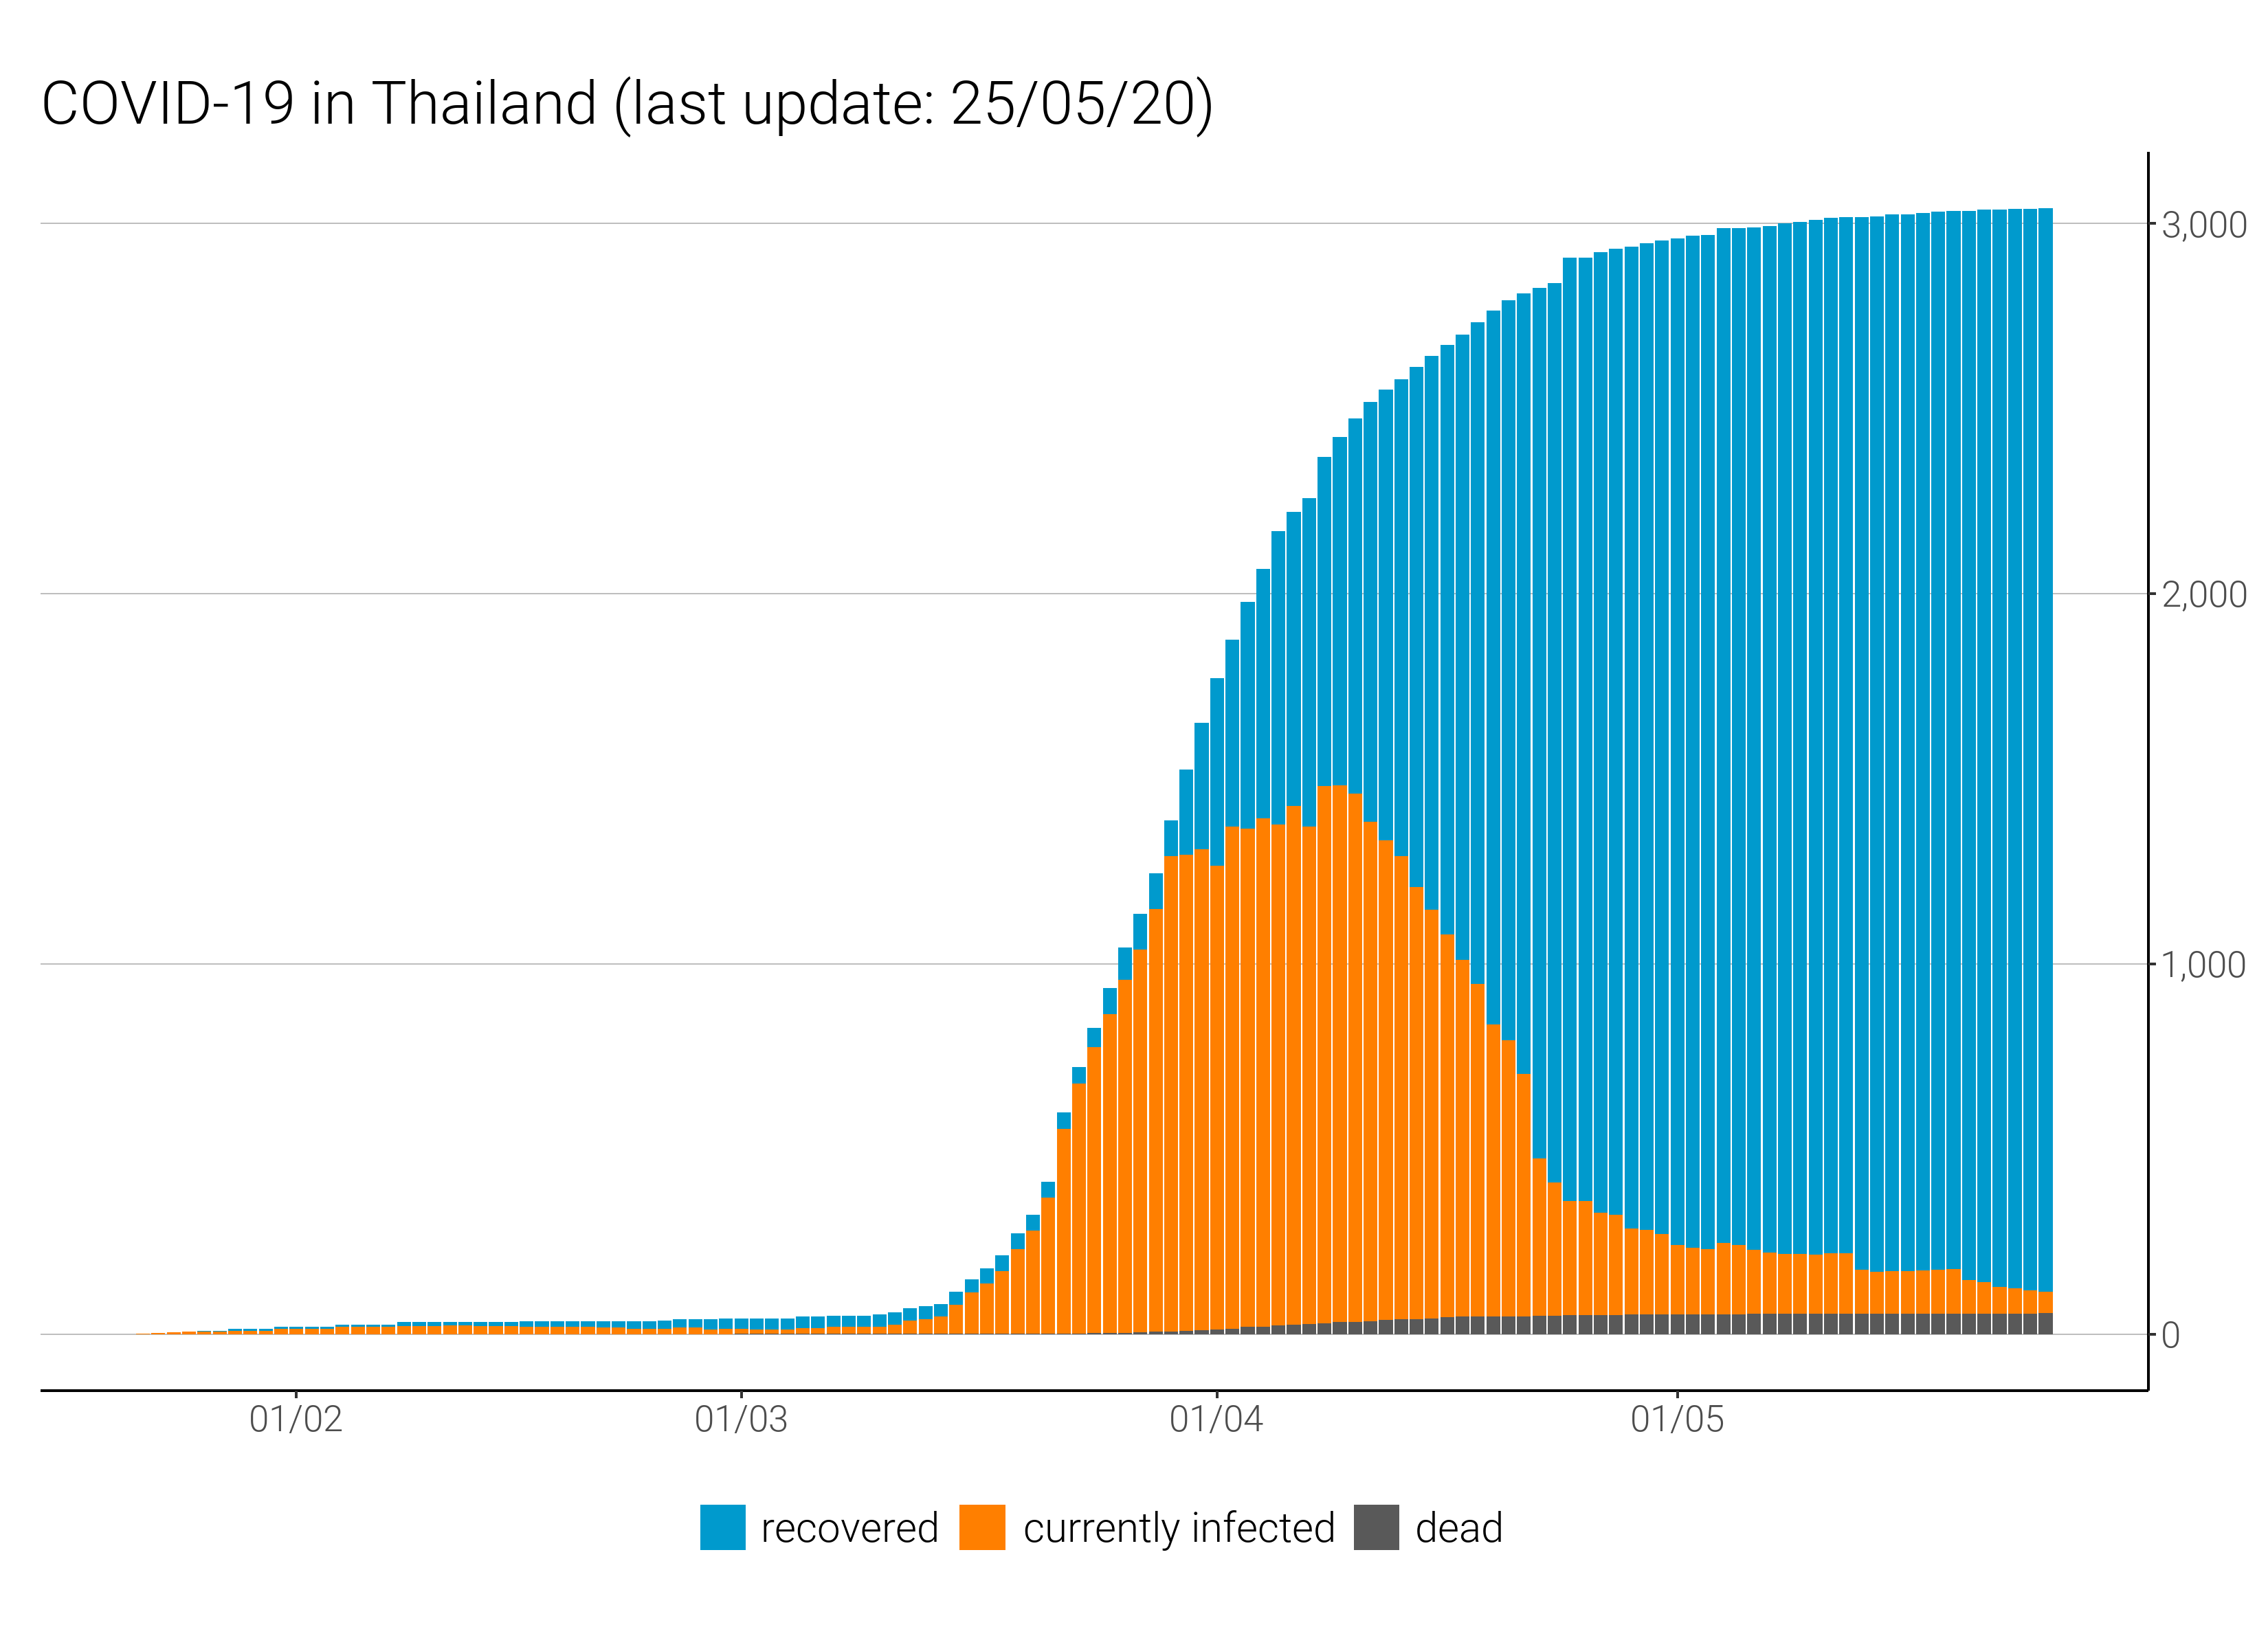 COVID-19 in Thailand (last update: 25/05/20)
3,000
2,000
1,000
0
01/02 01/03 01/04 01/05
recovered currently infected dead